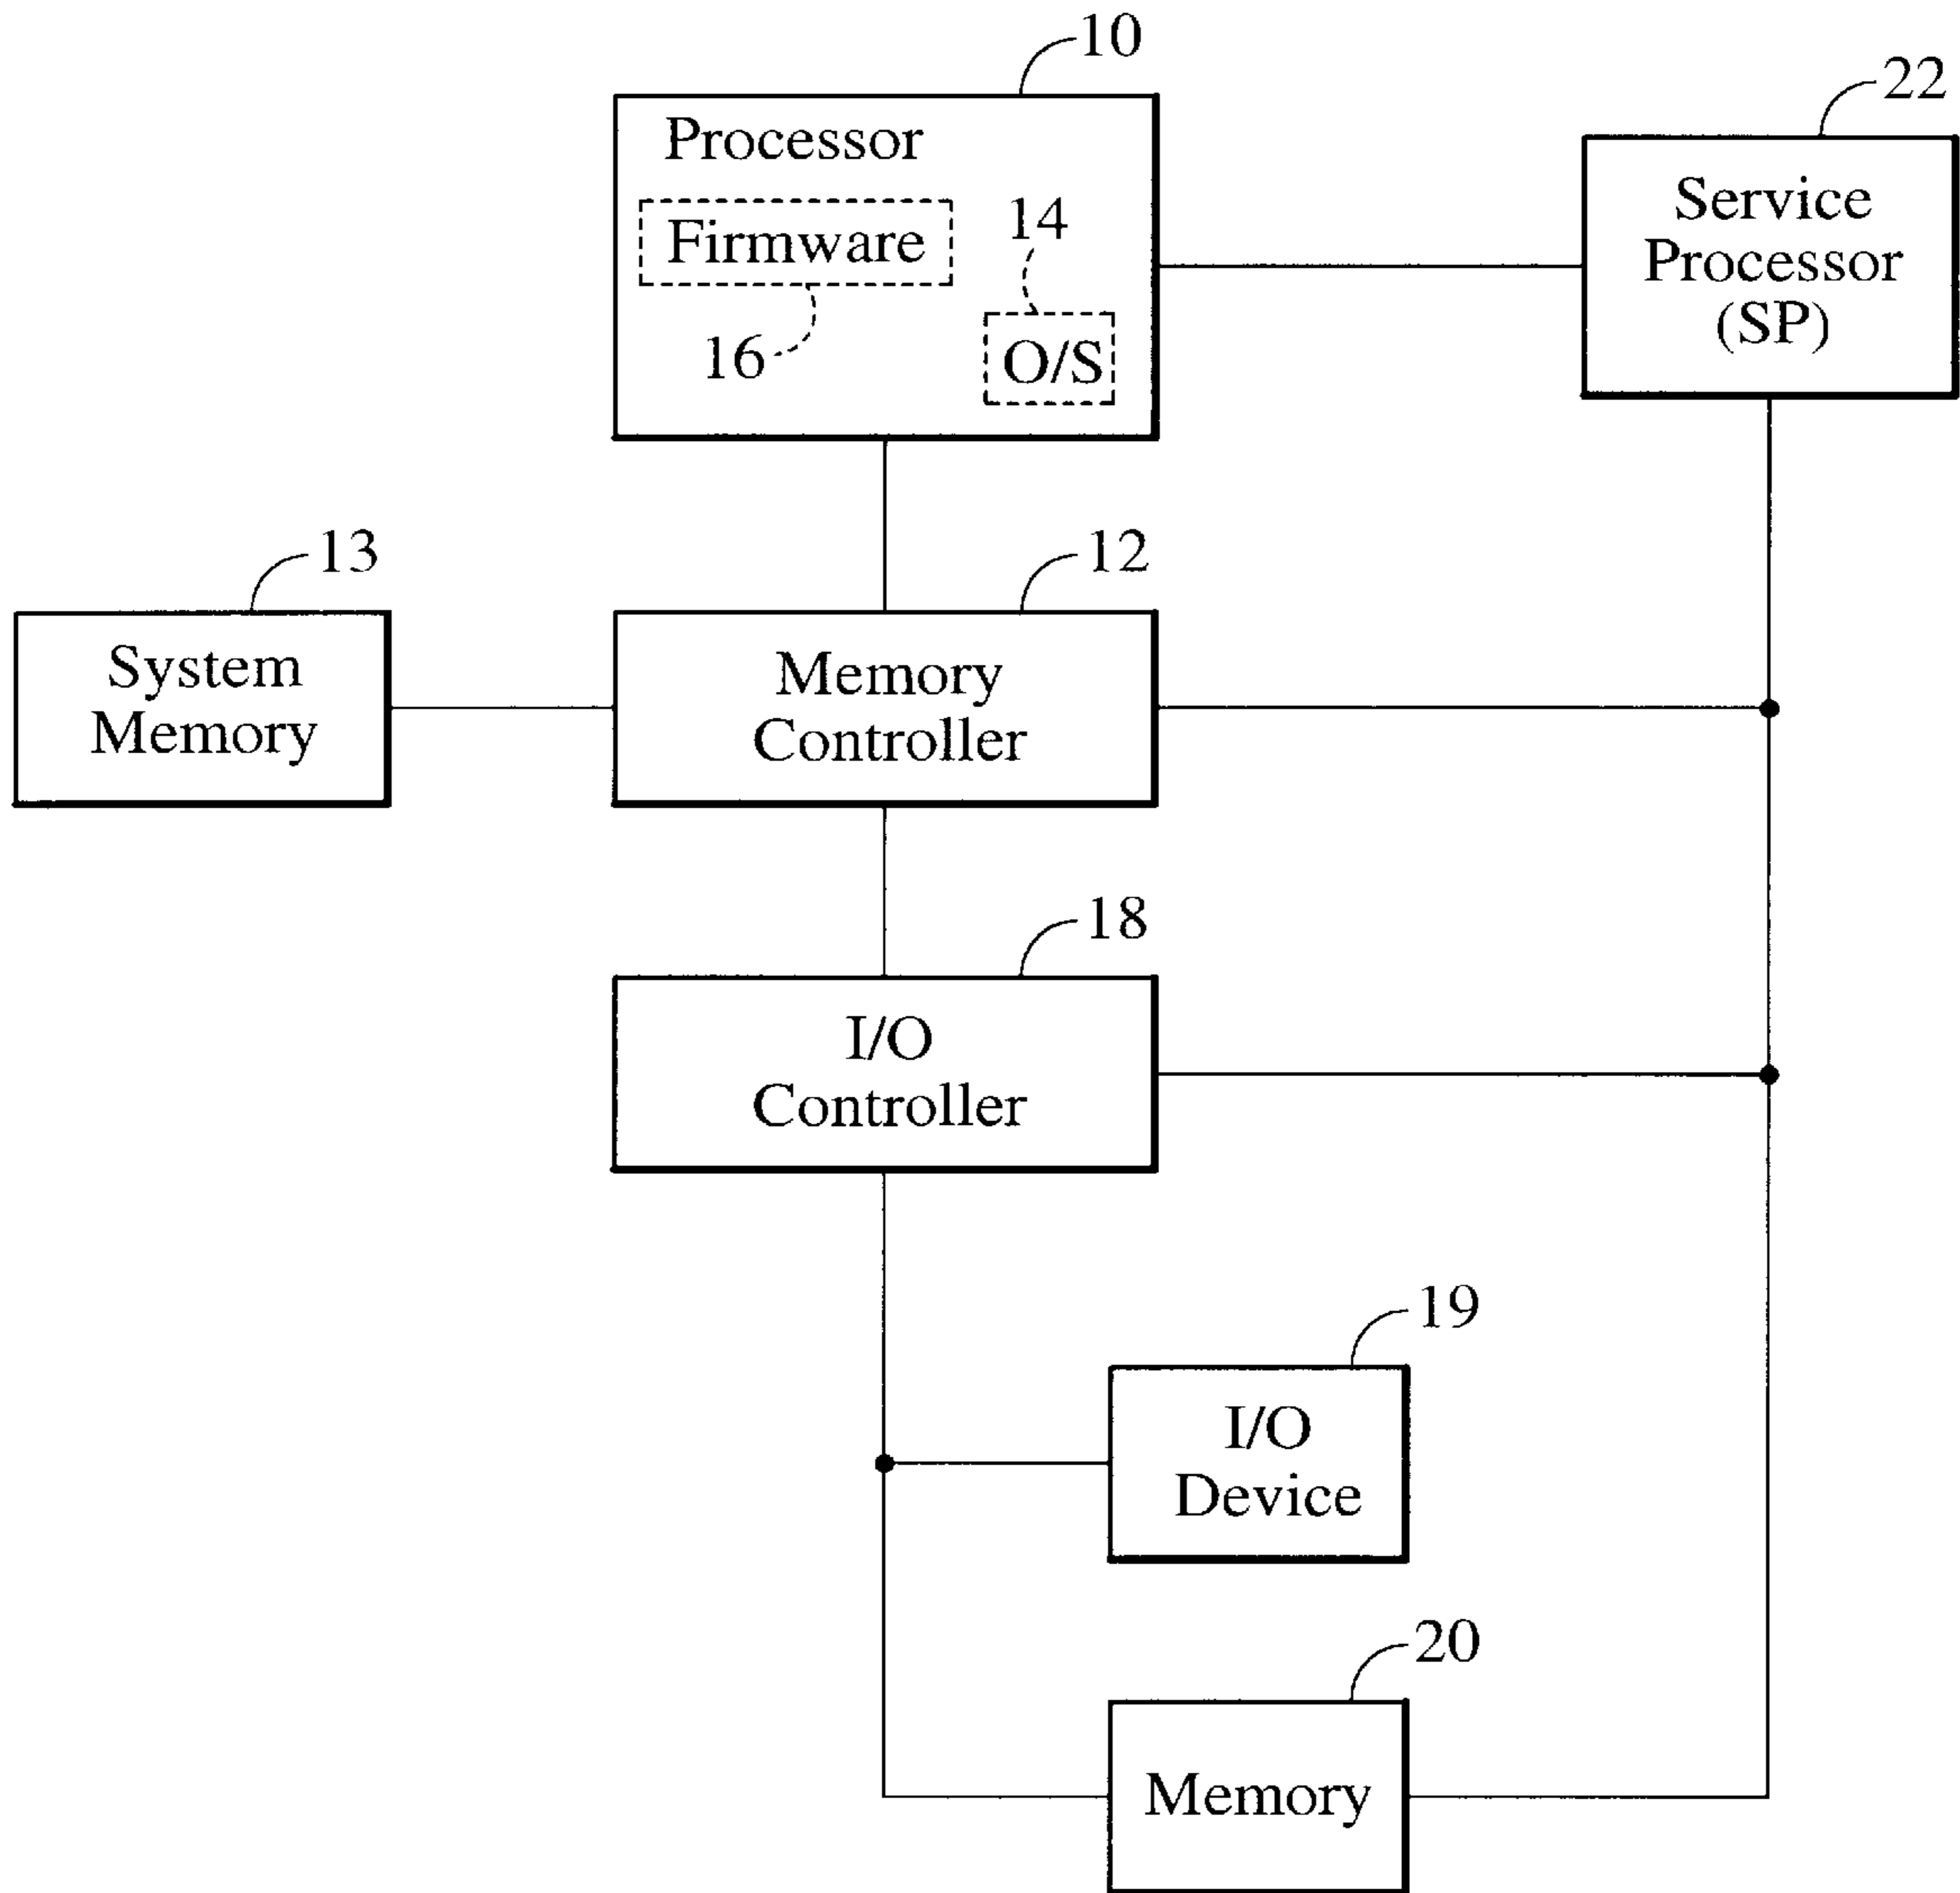 10
22
Processor
Firmware
14
16
O/S
Service
Processor
(SP)
13
12
System
Memory
Memory
Controller
18
I/O
Controller
19
I/O
Device
20
Memory